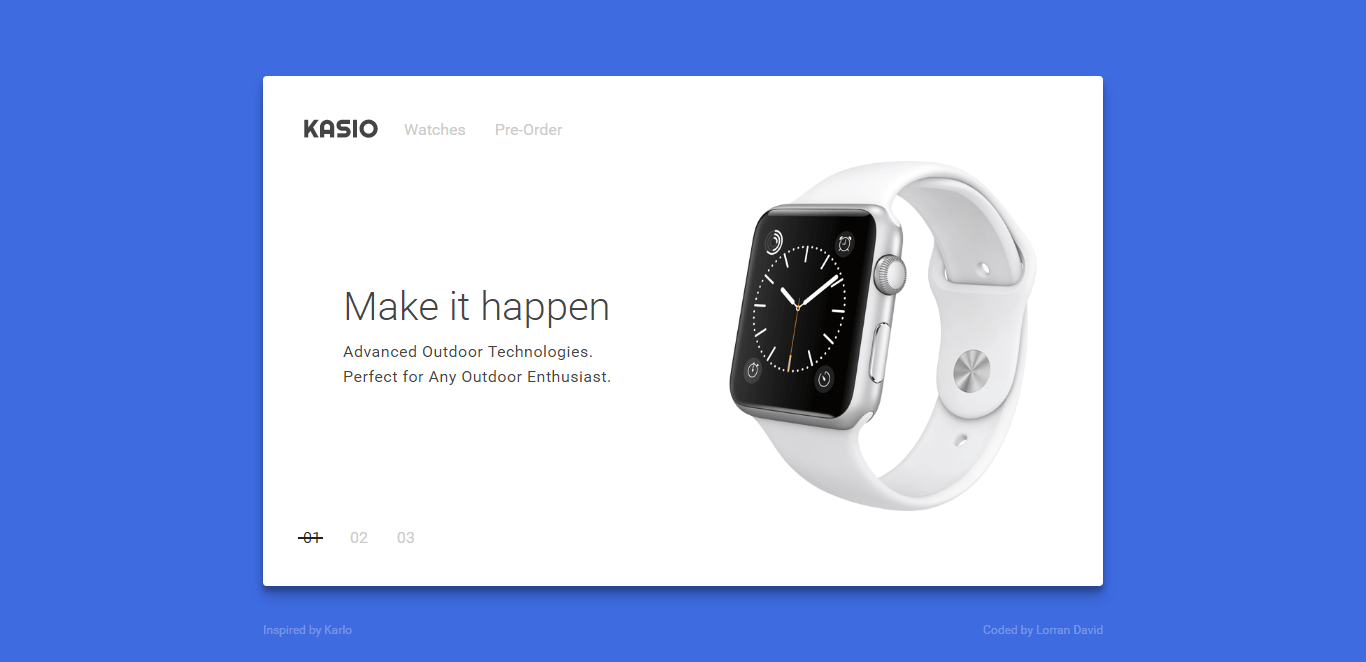 KASIO Watches Pre-Order
Make it happen
Advanced Outdoor Technologies.
Perfect for Any Outdoor Enthusiast.
01 02 03
Inspired by Karlo Coded by Lorran David